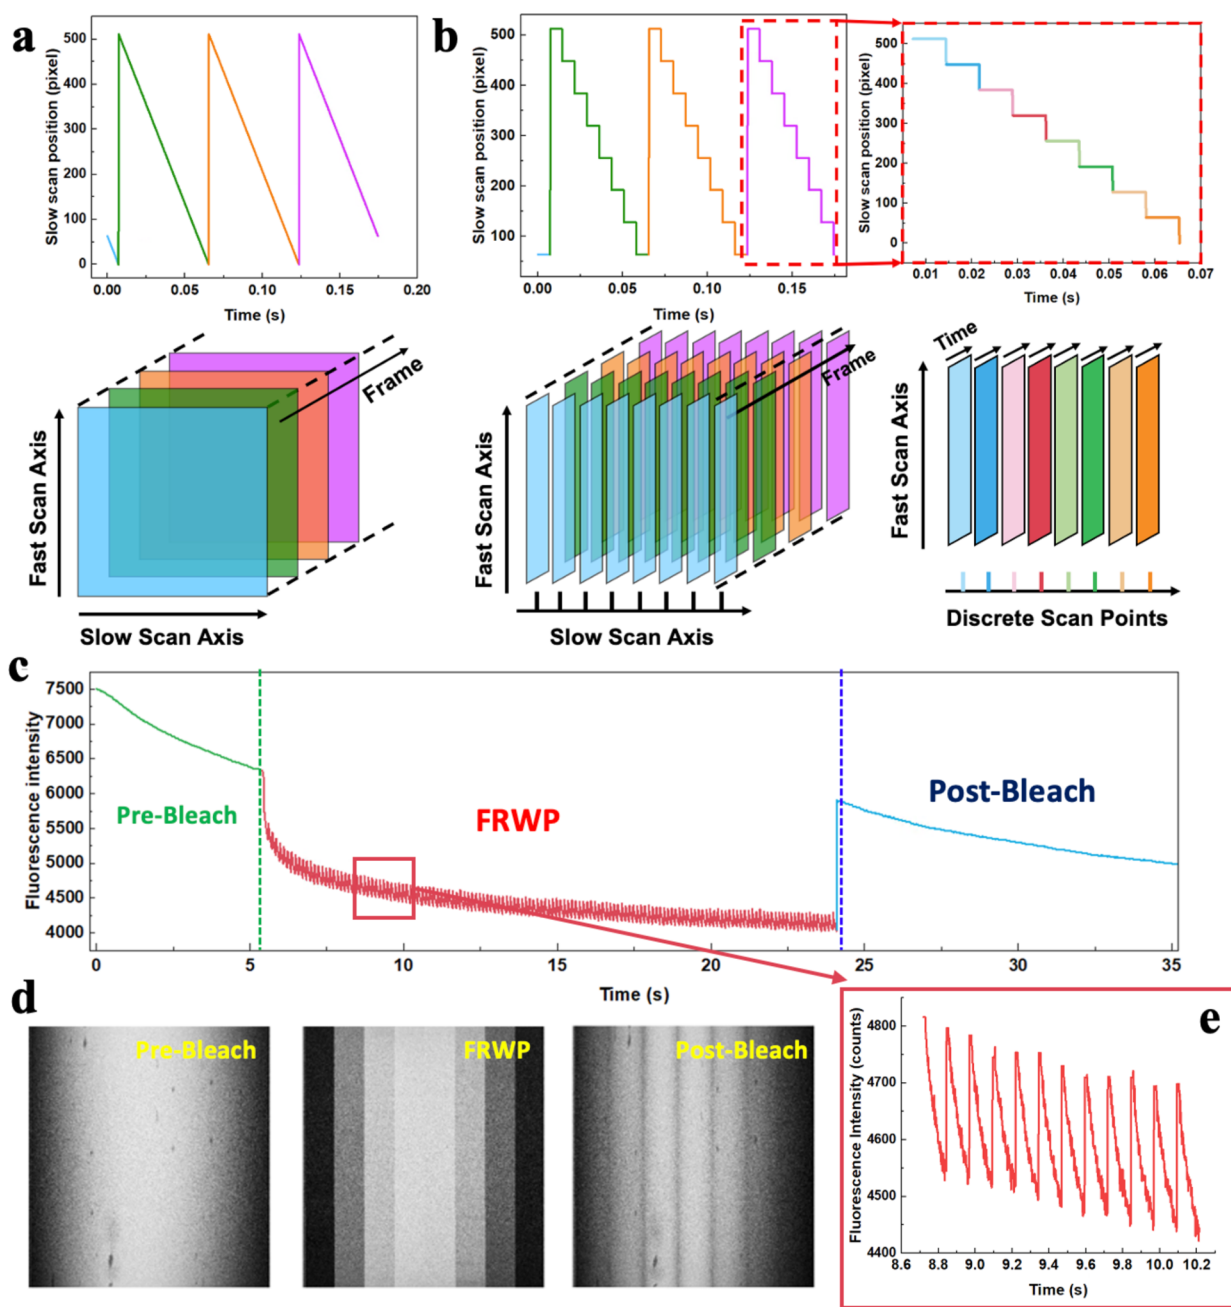 a
Slow scan position (pixel)
500
400
300
200
100
0
0.00
0.05
0.10
0.15
0.20
Time (s)
Fast Scan Axis
Slow Scan Axis
Frame
b
Slow scan position (pixel)
500
400
300
200
100
0.00
0.05
0.10
0.15
Time (s)
Slow scan position (pixel)
500
400
300
200
100
0
0.01
0.02
0.03
0.04
0.05
0.06
0.07
Time (s)
Fast Scan Axis
Slow Scan Axis
Frame
Time
Fast Scan Axis
Discrete Scan Points
c
Fluorescence intensity
7500
7000
6500
6000
5500
5000
4500
4000
Pre-Bleach
FRWP
Post-Bleach
0
5
10
15
20
25
30
35
Time (s)
d
Pre-Bleach
FRWP
Post-Bleach
e
Fluorescence Intensity (counts)
4800
4700
4600
4500
4400
8.6
8.8
9.0
9.2
9.4
9.6
9.8
10.0
10.2
Time (s)